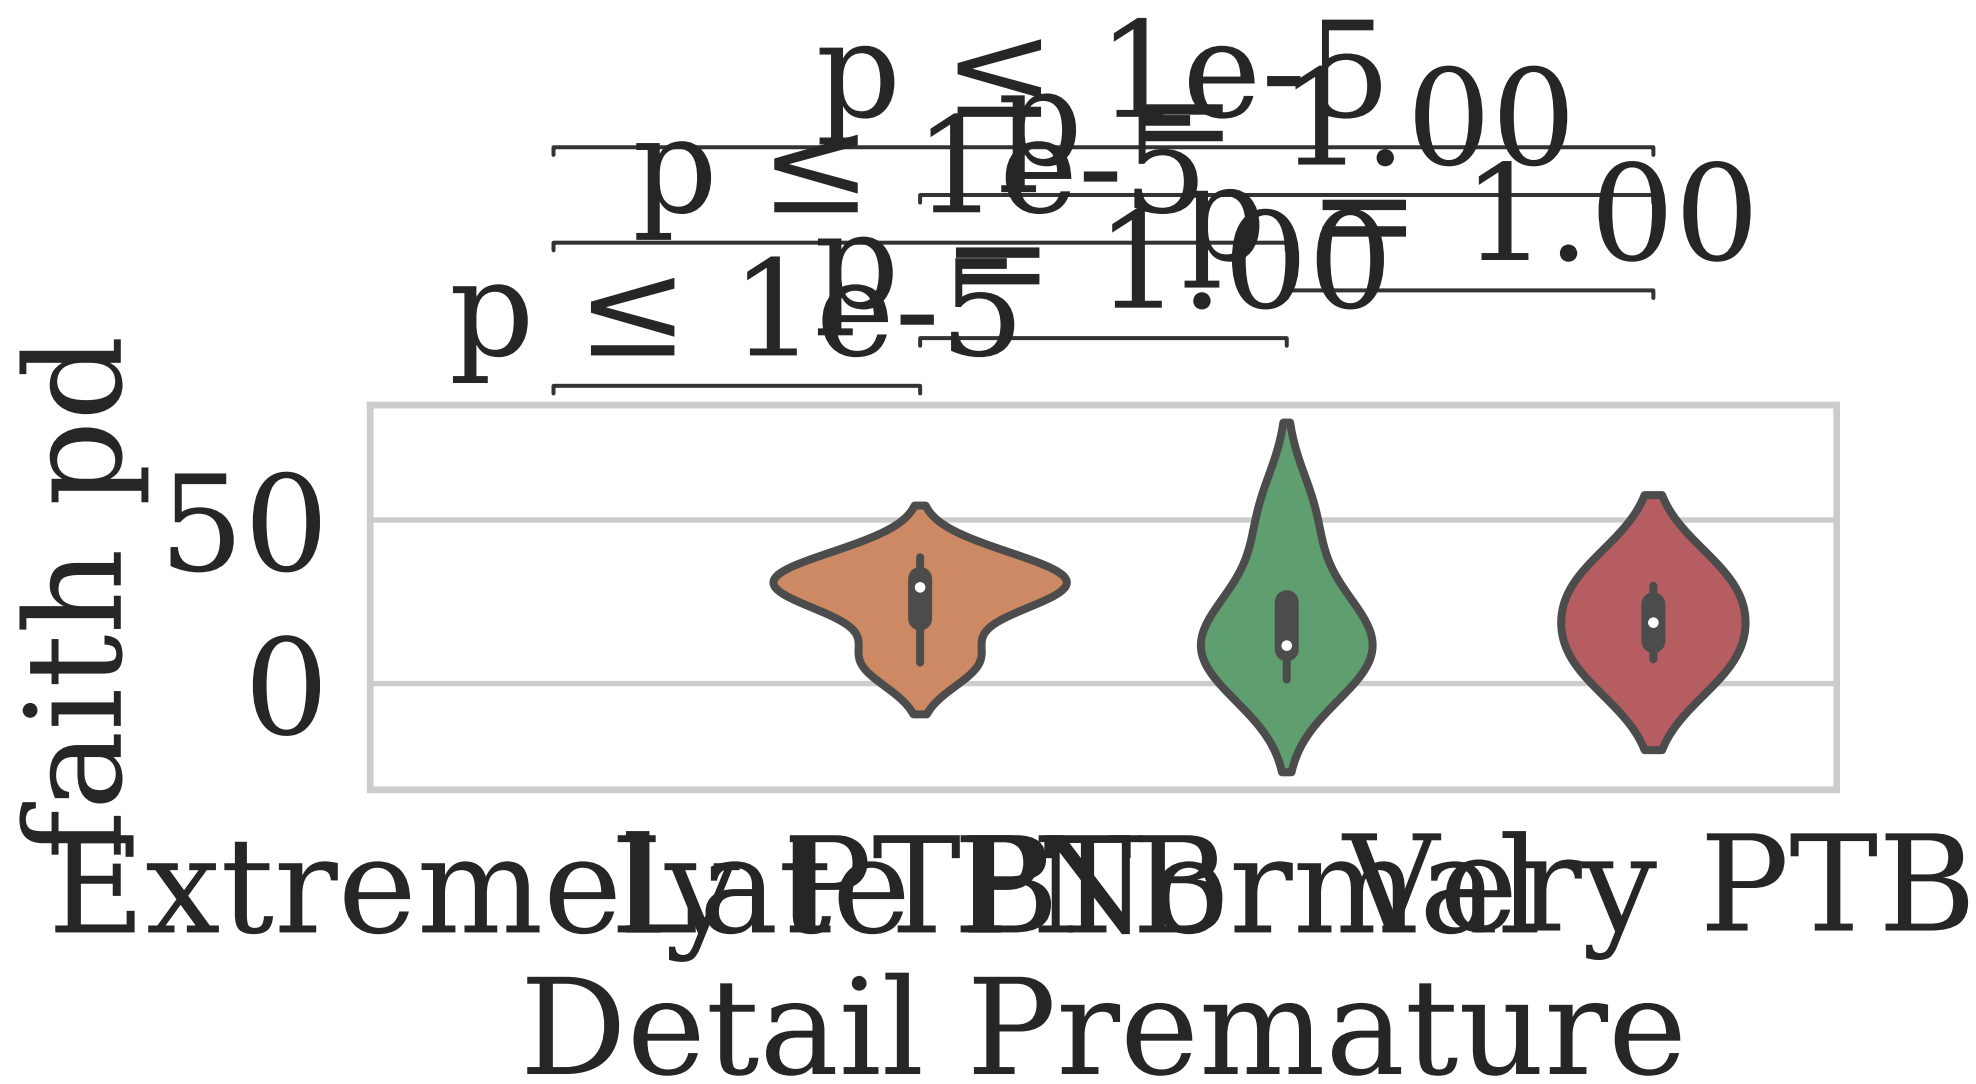 p ≤ 1e-5
p = 1.00
p ≤ 1e-5
p = 1.00
p = 1.00
p ≤ 1e-5
faith pd
50
0
Extremely PTB
Late PTB
Normal
Very PTB
Detail Premature